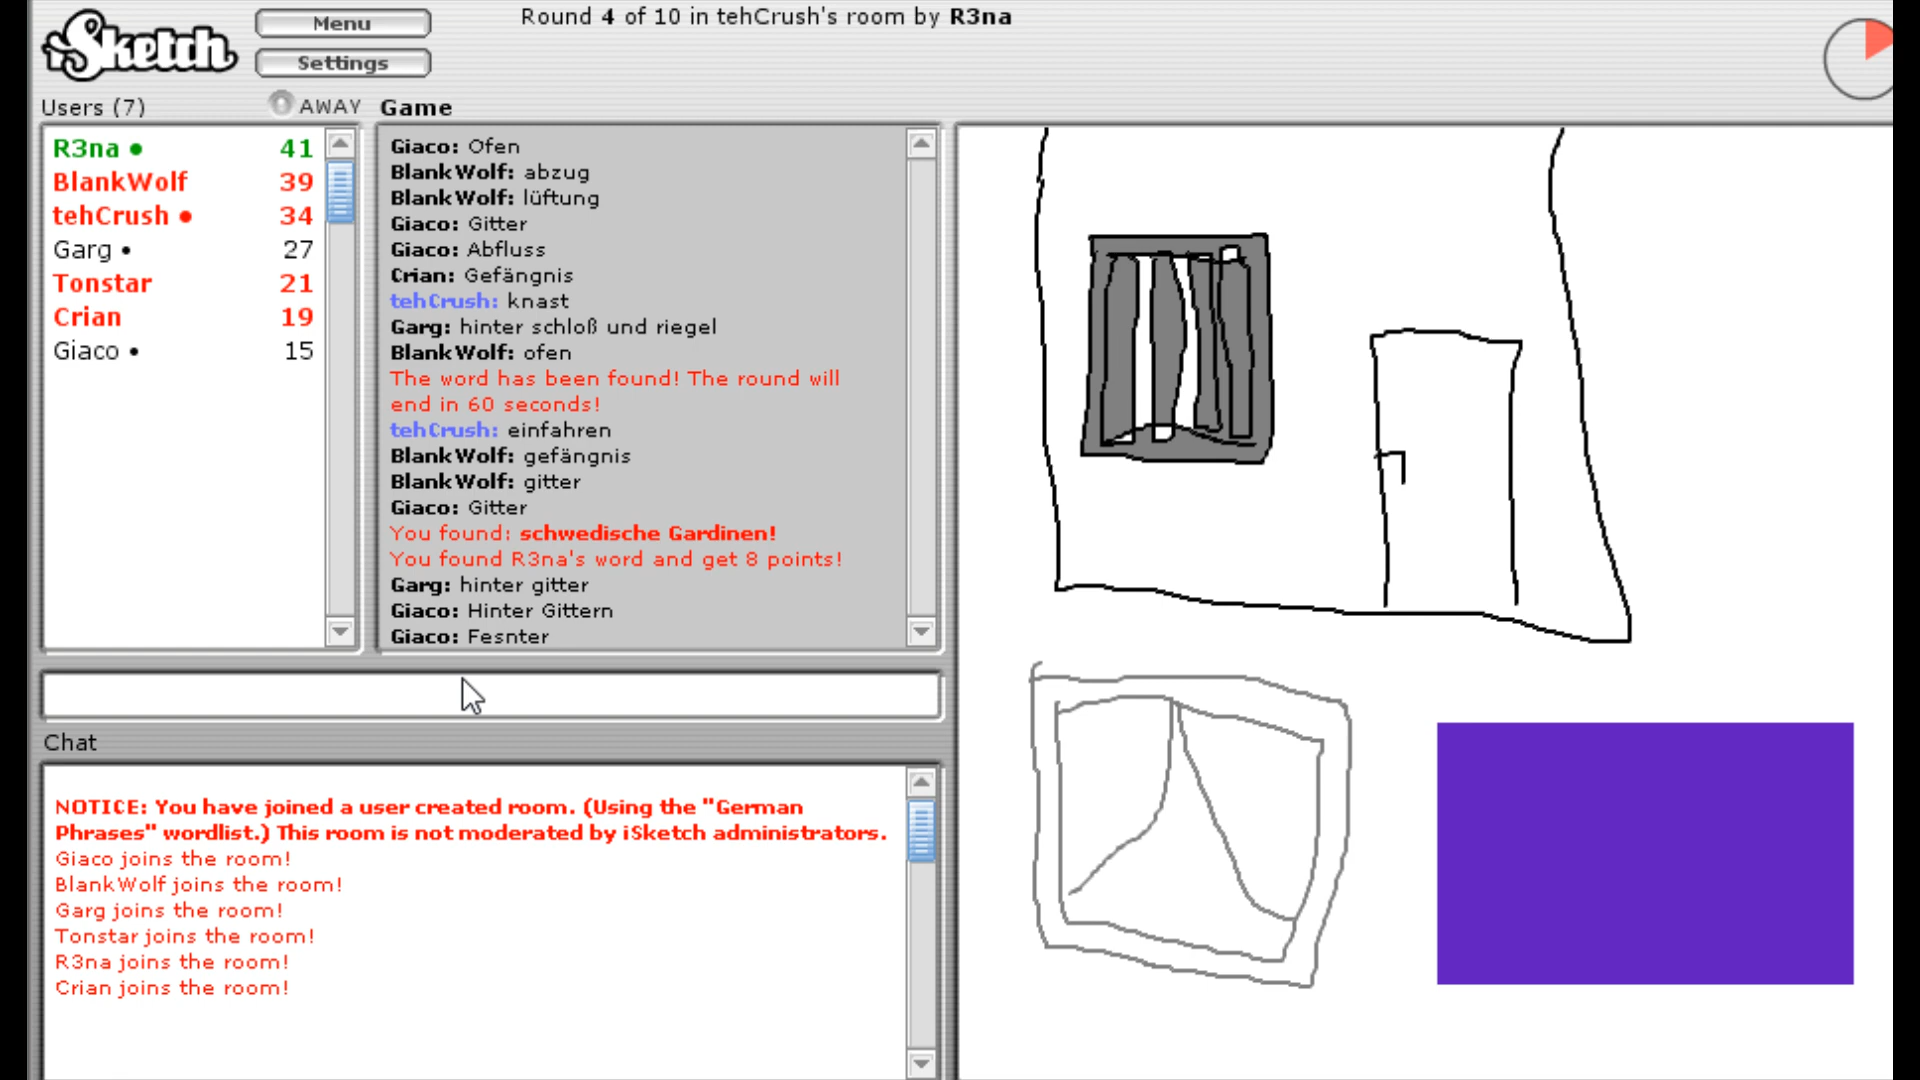 iSketch
Menu
Settings
Round 4 of 10 in tehCrush's room by R3na
Users (7)
AWAY
Game
R3na • 41
BlankWolf 39
tehCrush • 34
Garg • 27
Tonstar 21
Crian 19
Giaco • 15
Giaco: Ofen
BlankWolf: abzug
BlankWolf: lüftung
Giaco: Gitter
Giaco: Abfluss
Crian: Gefängnis
tehCrush: knast
Garg: hinter schloß und riegel
BlankWolf: ofen
The word has been found! The round will
end in 60 seconds!
tehCrush: einfahren
BlankWolf: gefängnis
BlankWolf: gitter
Giaco: Gitter
You found: schwedische Gardinen!
You found R3na's word and get 8 points!
Garg: hinter gitter
Giaco: Hinter Gittern
Giaco: Fesnter
Chat
NOTICE: You have joined a user created room. (Using the "German
Phrases" wordlist.) This room is not moderated by iSketch administrators.
Giaco joins the room!
BlankWolf joins the room!
Garg joins the room!
Tonstar joins the room!
R3na joins the room!
Crian joins the room!